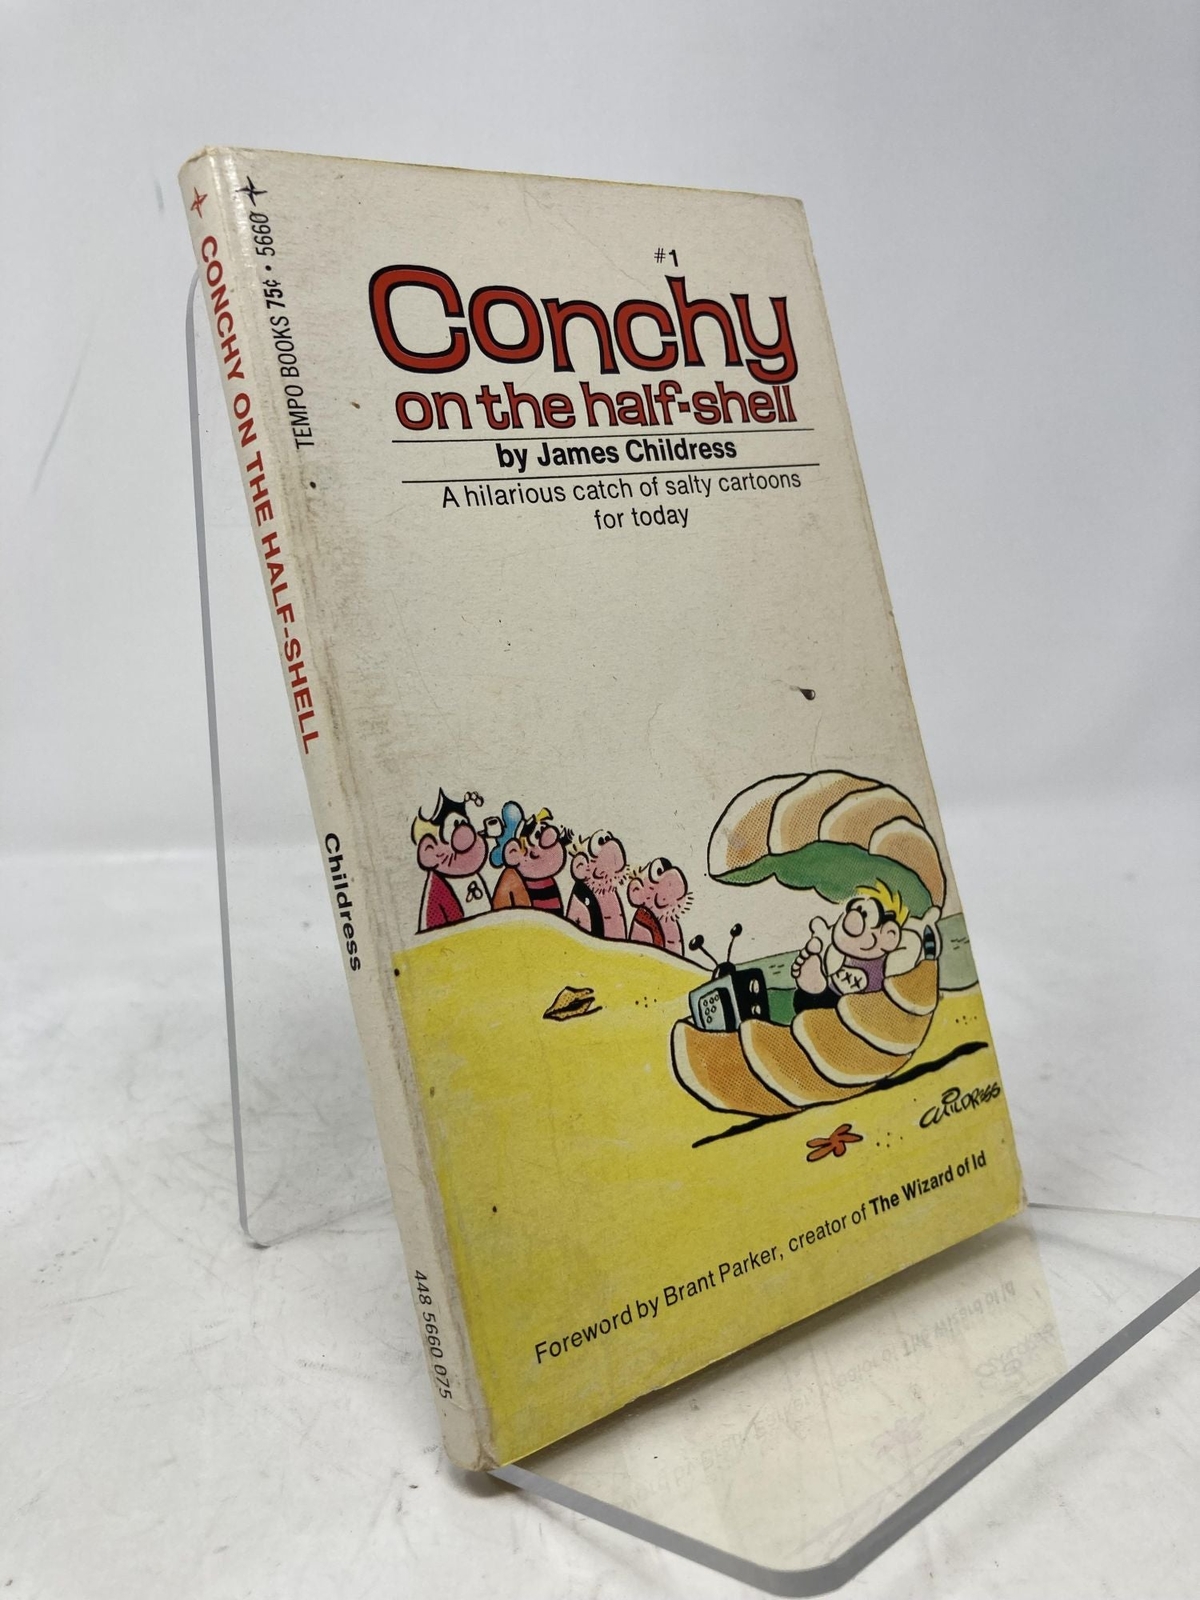 #1
Conchy
on the half-shell
by James Childress
A hilarious catch of salty cartoons
for today
CHILDRESS
Foreword by Brant Parker, creator of The Wizard of Id
TEMPO BOOKS 75¢ • 5660
CONCHY ON THE HALF-SHELL
Childress
448 5660 075